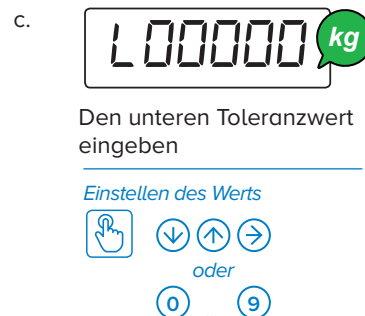 c.
L00000 kg
Den unteren Toleranzwert
eingeben
Einstellen des Werts
oder
0 9